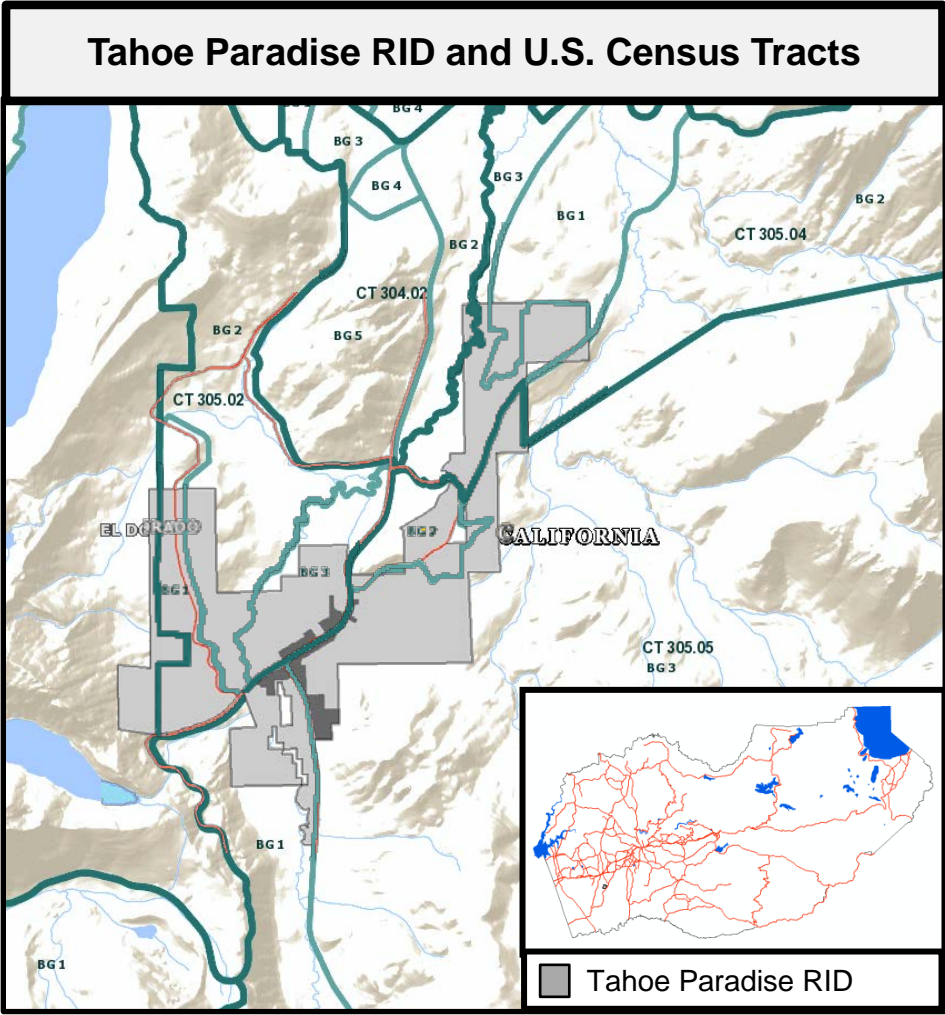 Tahoe Paradise RID and U.S. Census Tracts
BG 4
BG 3
BG 4
BG 3
BG 1
BG 2
CT 305.04
BG 2
CT 304.02
BG 2
BG 5
CT 305.02
EL DORADO
BG 2
CALIFORNIA
BG 3
BG 1
CT 305.05
BG 3
BG 1
BG 1
Tahoe Paradise RID